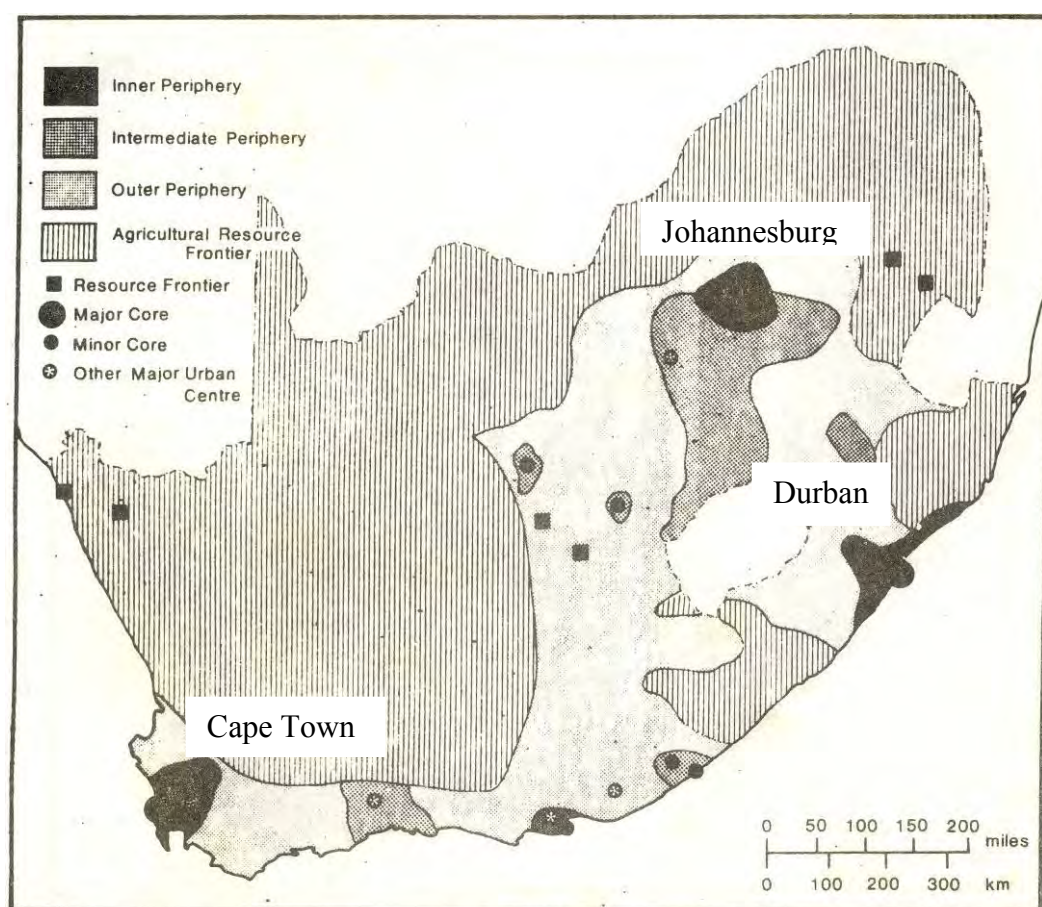 Inner Periphery
Intermediate Periphery
Outer Periphery
Agricultural Resource
Frontier
Resource Frontier
Major Core
Minor Core
Other Major Urban
Centre
Johannesburg
Durban
Cape Town
0 50 100 150 200
miles
0 100 200 300 km